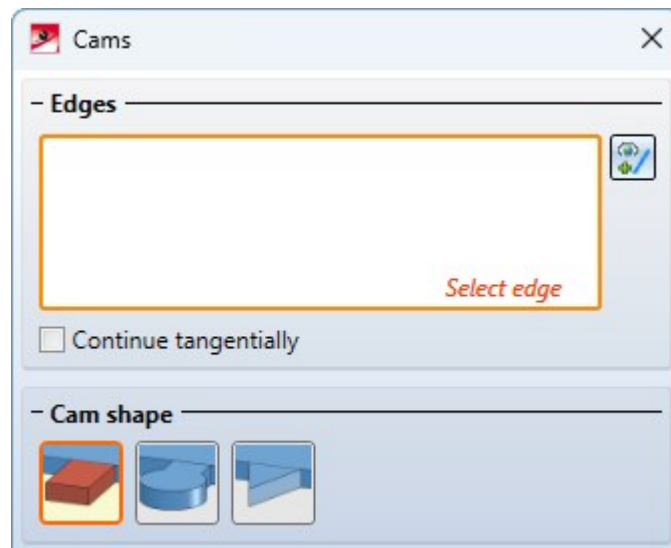 Cams
Edges
Select edge
Continue tangentially
Cam shape